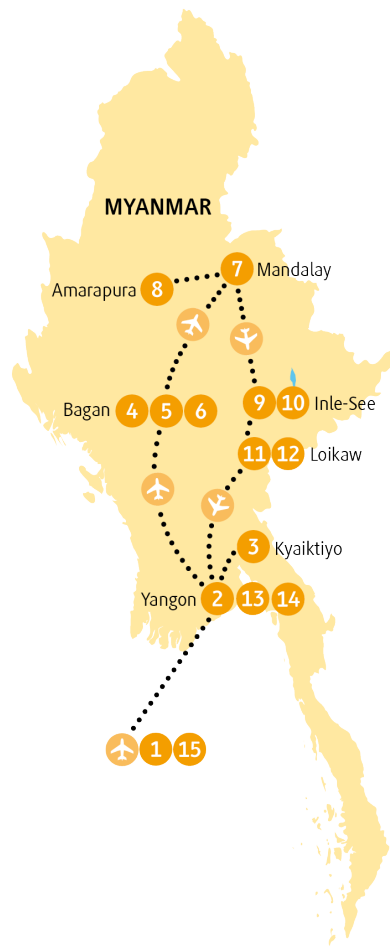 MYANMAR
7 Mandalay
Amarapura 8
Bagan 4 5 6
9 10 Inle-See
11 12 Loikaw
3 Kyaiktiyo
Yangon 2 13 14
1 15